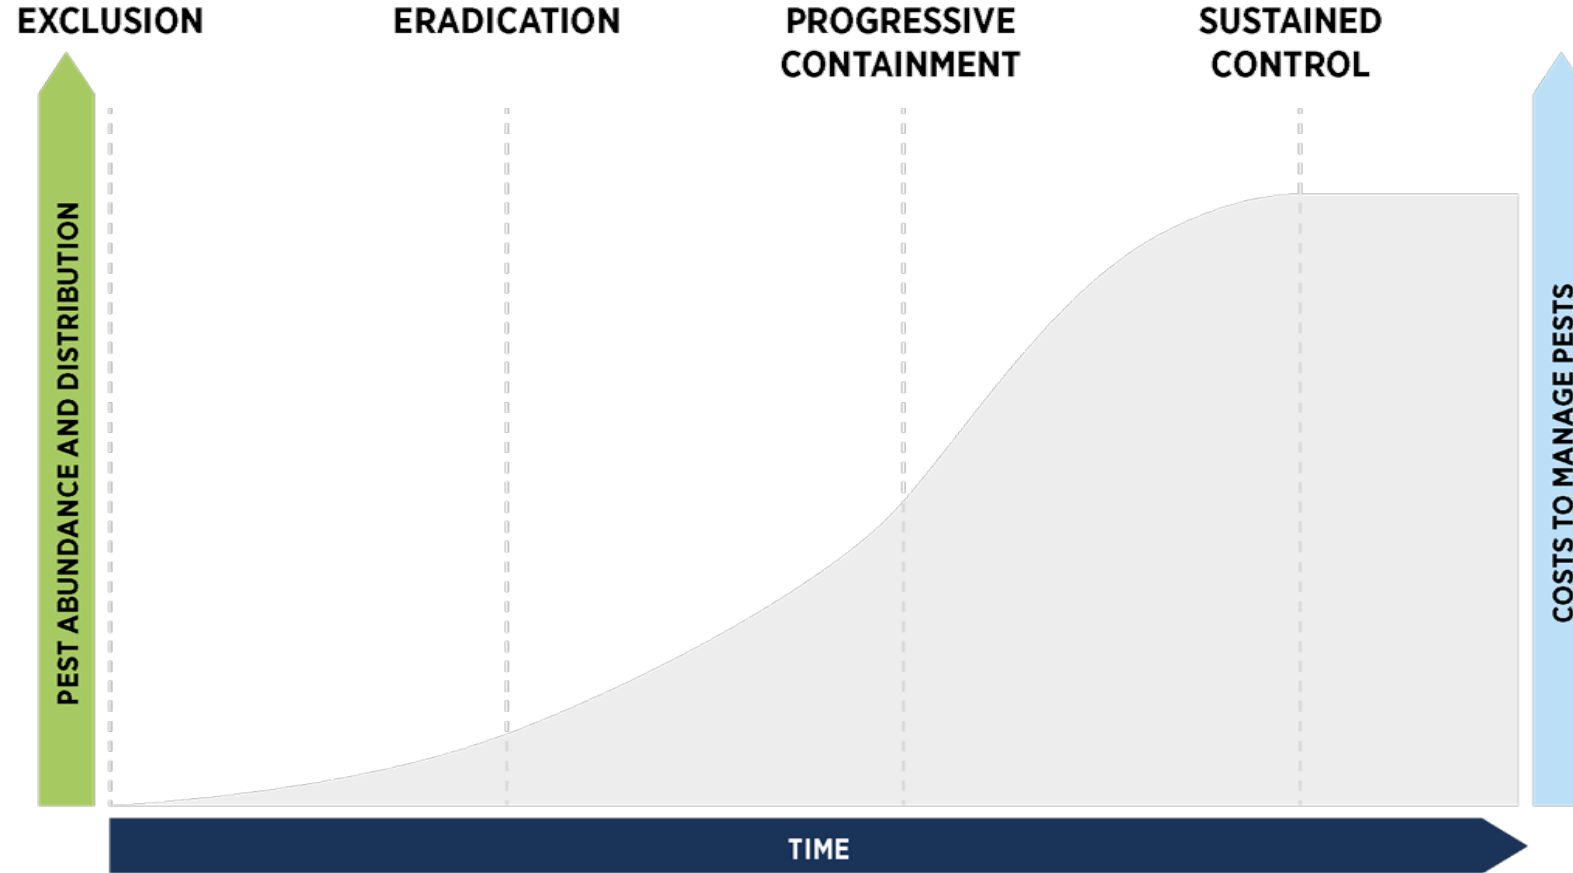 EXCLUSION
ERADICATION
PROGRESSIVE
CONTAINMENT
SUSTAINED
CONTROL
PEST ABUNDANCE AND DISTRIBUTION
COSTS TO MANAGE PESTS
TIME